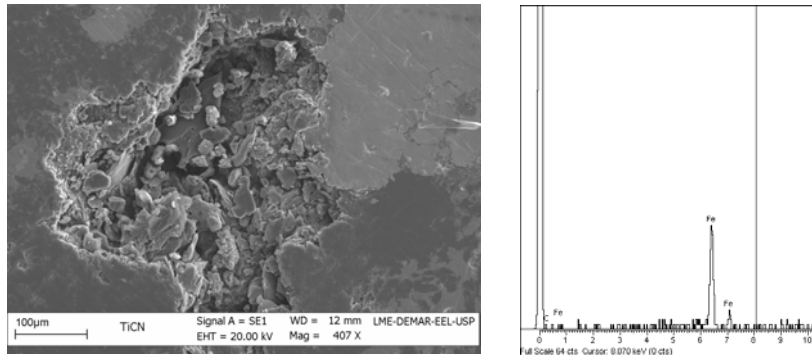 100µm
TiCN
Signal A = SE1 WD = 12 mm LME-DEMAR-EEL-USP
EHT = 20.00 kV Mag = 407 X
Fe
Fe
C Fe
0 1 2 3 4 5 6 7 8 9 10
Full Scale 64 cts Cursor: 8.070 keV (0 cts)